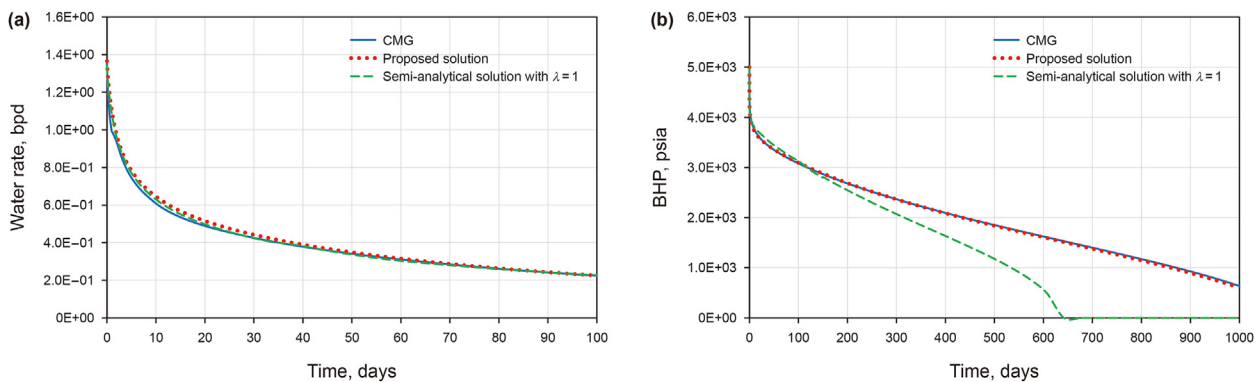 (a)
1.6E+00
1.4E+00
1.2E+00
1.0E+00
8.0E–01
6.0E–01
4.0E–01
2.0E–01
0E+00
Water rate, bpd
CMG
Proposed solution
Semi-analytical solution with λ = 1
0 10 20 30 40 50 60 70 80 90 100
Time, days
(b)
6.0E+03
5.0E+03
4.0E+03
3.0E+03
2.0E+03
1.0E+03
0E+00
BHP, psia
CMG
Proposed solution
Semi-analytical solution with λ = 1
0 100 200 300 400 500 600 700 800 900 1000
Time, days